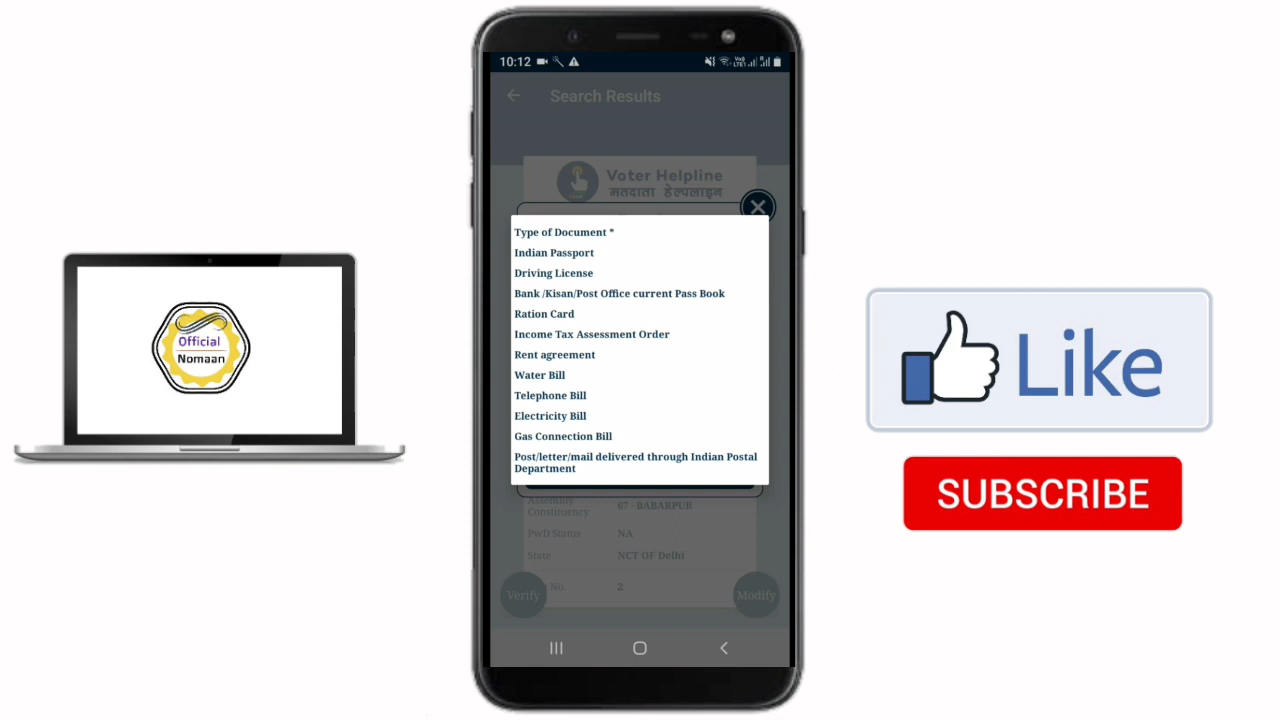 10:12
Search Results
Voter Helpline
मतदाता हेल्पलाइन
Type of Document *
Indian Passport
Driving License
Bank /Kisan/Post Office current Pass Book
Ration Card
Income Tax Assessment Order
Rent agreement
Water Bill
Telephone Bill
Electricity Bill
Gas Connection Bill
Post/letter/mail delivered through Indian Postal
Department
Assembly
Constituency
67 - BABARPUR
PwD Status NA
State NCT OF Delhi
No. 2
Verify
Modify
Official
Nomaan
Like
SUBSCRIBE